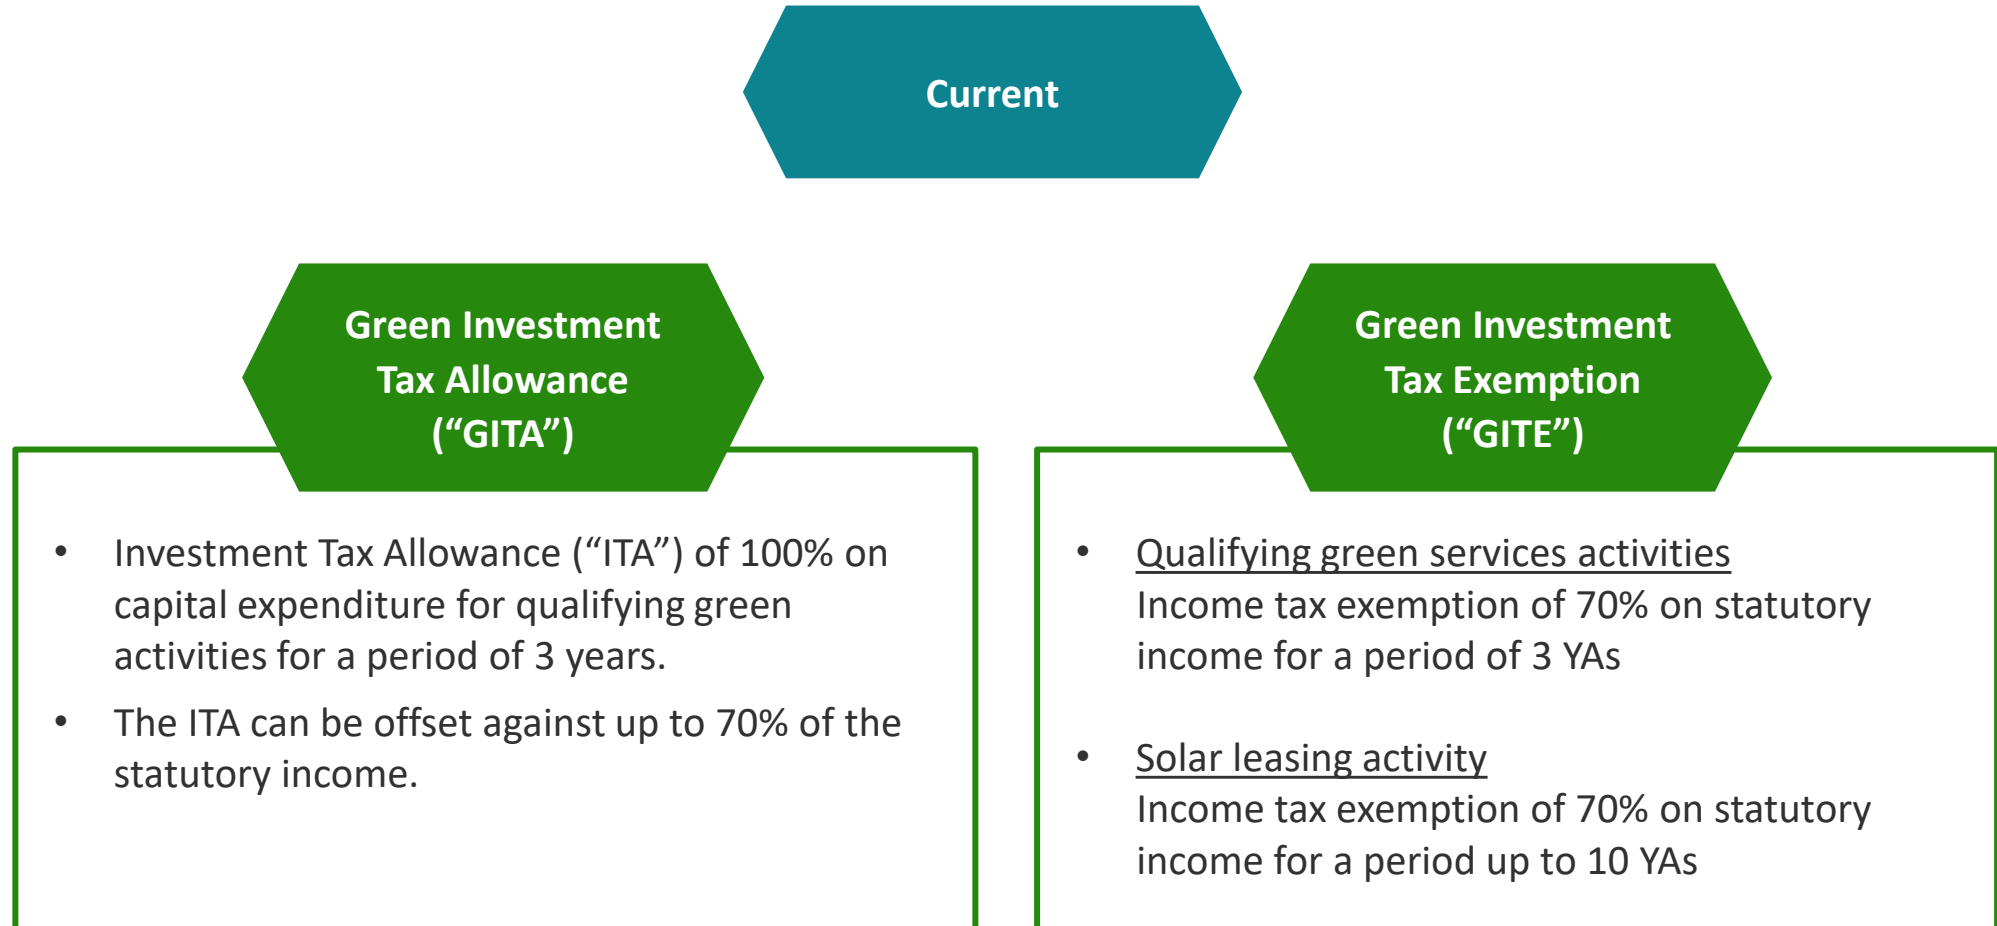 Current
Green Investment
Tax Allowance
(“GITA”)
• Investment Tax Allowance (“ITA”) of 100% on
capital expenditure for qualifying green
activities for a period of 3 years.
• The ITA can be offset against up to 70% of the
statutory income.
Green Investment
Tax Exemption
(“GITE”)
• Qualifying green services activities
Income tax exemption of 70% on statutory
income for a period of 3 YAs
• Solar leasing activity
Income tax exemption of 70% on statutory
income for a period up to 10 YAs